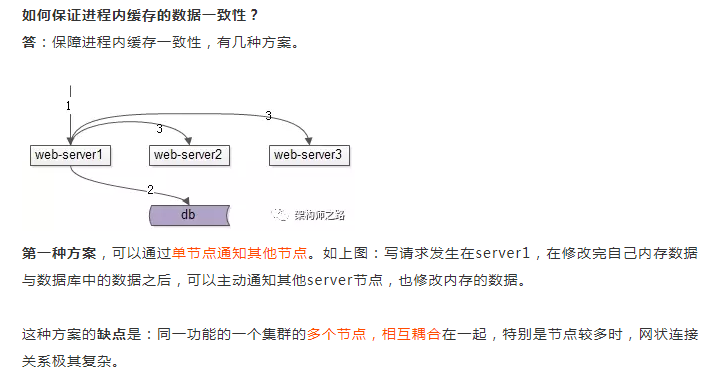 如何保证进程内缓存的数据一致性？
答：保障进程内缓存一致性，有几种方案。
1
3
3
web-server1
web-server2
web-server3
2
db
架构师之路
第一种方案，可以通过单节点通知其他节点。如上图：写请求发生在server1，在修改完自己内存数据
与数据库中的数据之后，可以主动通知其他server节点，也修改内存的数据。
这种方案的缺点是：同一功能的一个集群的多个节点，相互耦合在一起，特别是节点较多时，网状连接
关系极其复杂。